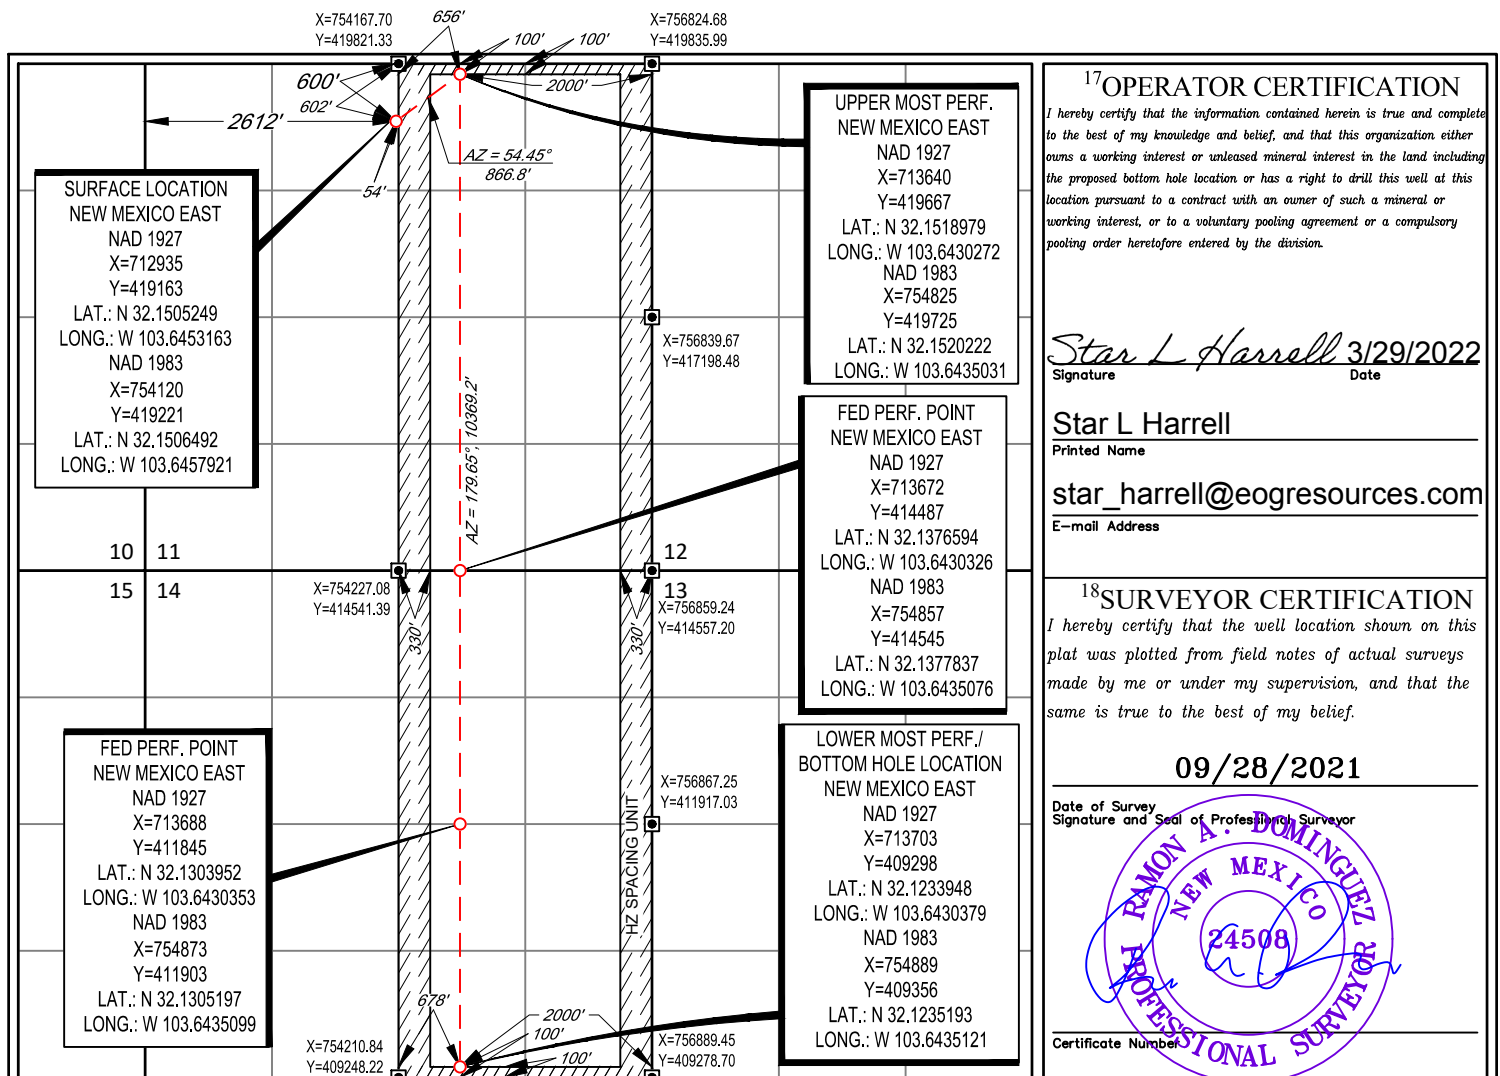 X=754167.70
Y=419821.33
656'
100'
100'
X=756824.68
Y=419835.99
600'
602'
2612'
2000'
54'
AZ = 54.45°
866.8'
SURFACE LOCATION
NEW MEXICO EAST
NAD 1927
X=712935
Y=419163
LAT.: N 32.1505249
LONG.: W 103.6453163
NAD 1983
X=754120
Y=419221
LAT.: N 32.1506492
LONG.: W 103.6457921
UPPER MOST PERF.
NEW MEXICO EAST
NAD 1927
X=713640
Y=419667
LAT.: N 32.1518979
LONG.: W 103.6430272
NAD 1983
X=754825
Y=419725
LAT.: N 32.1520222
LONG.: W 103.6435031
X=756839.67
Y=417198.48
AZ = 179.65°, 10369.2'
FED PERF. POINT
NEW MEXICO EAST
NAD 1927
X=713672
Y=414487
LAT.: N 32.1376594
LONG.: W 103.6430326
NAD 1983
X=754857
Y=414545
LAT.: N 32.1377837
LONG.: W 103.6435076
10 11
15 14
12
13
X=754227.08
Y=414541.39
330'
330'
X=756859.24
Y=414557.20
FED PERF. POINT
NEW MEXICO EAST
NAD 1927
X=713688
Y=411845
LAT.: N 32.1303952
LONG.: W 103.6430353
NAD 1983
X=754873
Y=411903
LAT.: N 32.1305197
LONG.: W 103.6435099
HZ SPACING UNIT
X=756867.25
Y=411917.03
LOWER MOST PERF./
BOTTOM HOLE LOCATION
NEW MEXICO EAST
NAD 1927
X=713703
Y=409298
LAT.: N 32.1233948
LONG.: W 103.6430379
NAD 1983
X=754889
Y=409356
LAT.: N 32.1235193
LONG.: W 103.6435121
678'
2000'
100'
100'
X=754210.84
Y=409248.22
X=756889.45
Y=409278.70
17 OPERATOR CERTIFICATION
I hereby certify that the information contained herein is true and complete
to the best of my knowledge and belief, and that this organization either
owns a working interest or unleased mineral interest in the land including
the proposed bottom hole location or has a right to drill this well at this
location pursuant to a contract with an owner of such a mineral or
working interest, or to a voluntary pooling agreement or a compulsory
pooling order heretofore entered by the division.
Star L Harrell 3/29/2022
Signature Date
Star L Harrell
Printed Name
star_harrell@eogresources.com
E-mail Address
18 SURVEYOR CERTIFICATION
I hereby certify that the well location shown on this
plat was plotted from field notes of actual surveys
made by me or under my supervision, and that the
same is true to the best of my belief.
09/28/2021
Date of Survey
Signature and Seal of Professional Surveyor
RAMON A. DOMINGUEZ
NEW MEXICO
24508
PROFESSIONAL SURVEYOR
Certificate Number